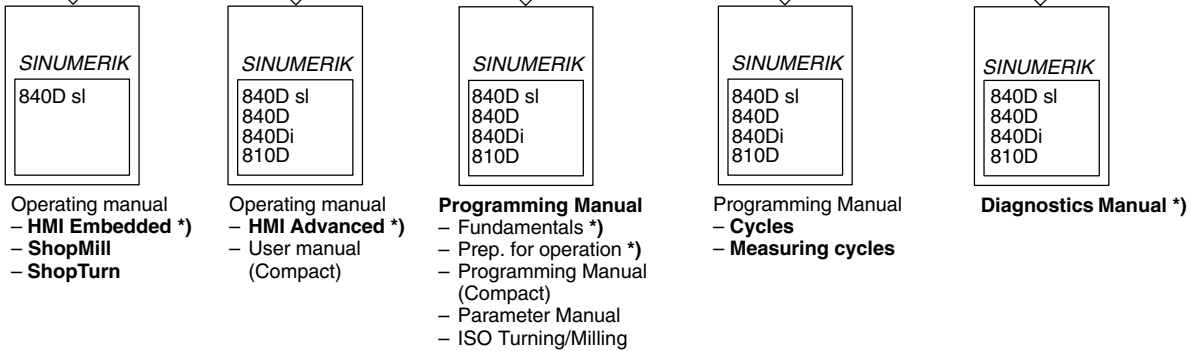 SINUMERIK
840D sl
Operating manual
– HMI Embedded *)
– ShopMill
– ShopTurn
SINUMERIK
840D sl
840D
840Di
810D
Operating manual
– HMI Advanced *)
– User manual
(Compact)
SINUMERIK
840D sl
840D
840Di
810D
Programming Manual
– Fundamentals *)
– Prep. for operation *)
– Programming Manual
(Compact)
– Parameter Manual
– ISO Turning/Milling
SINUMERIK
840D sl
840D
840Di
810D
Programming Manual
– Cycles
– Measuring cycles
SINUMERIK
840D sl
840D
840Di
810D
Diagnostics Manual *)